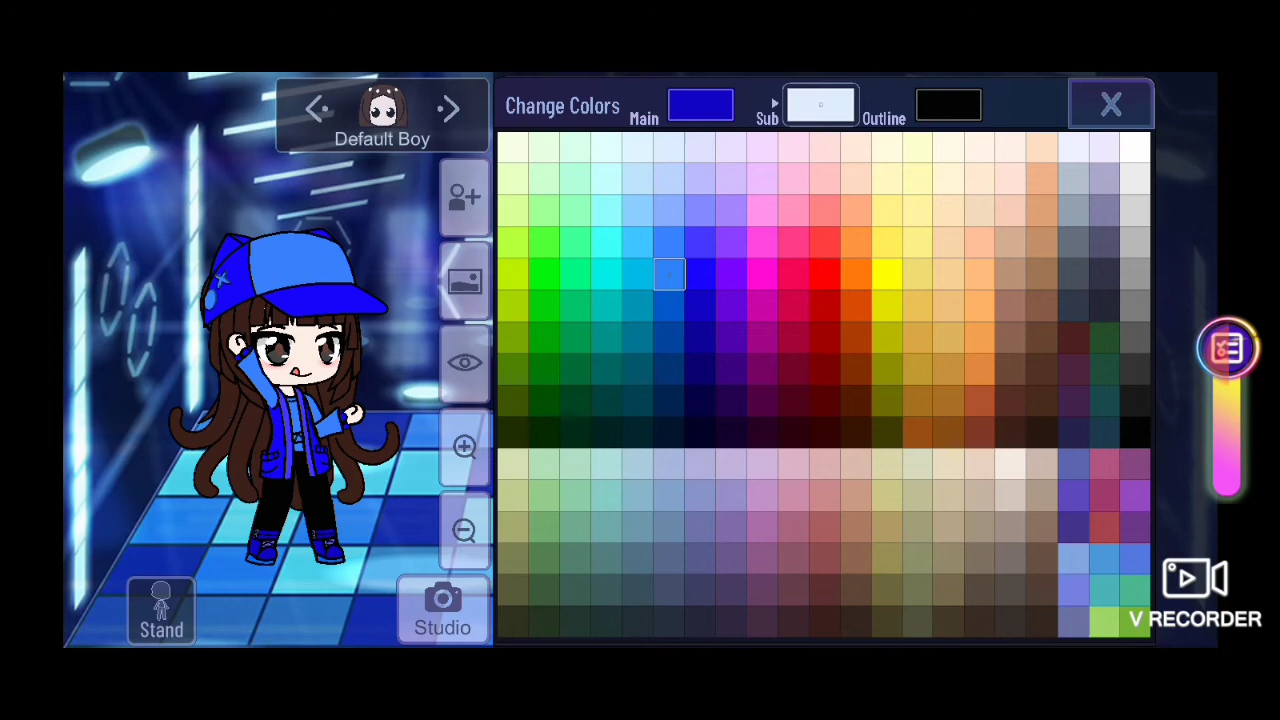 Change Colors
Main
Sub
Outline
X
Default Boy
Stand
Studio
V RECORDER